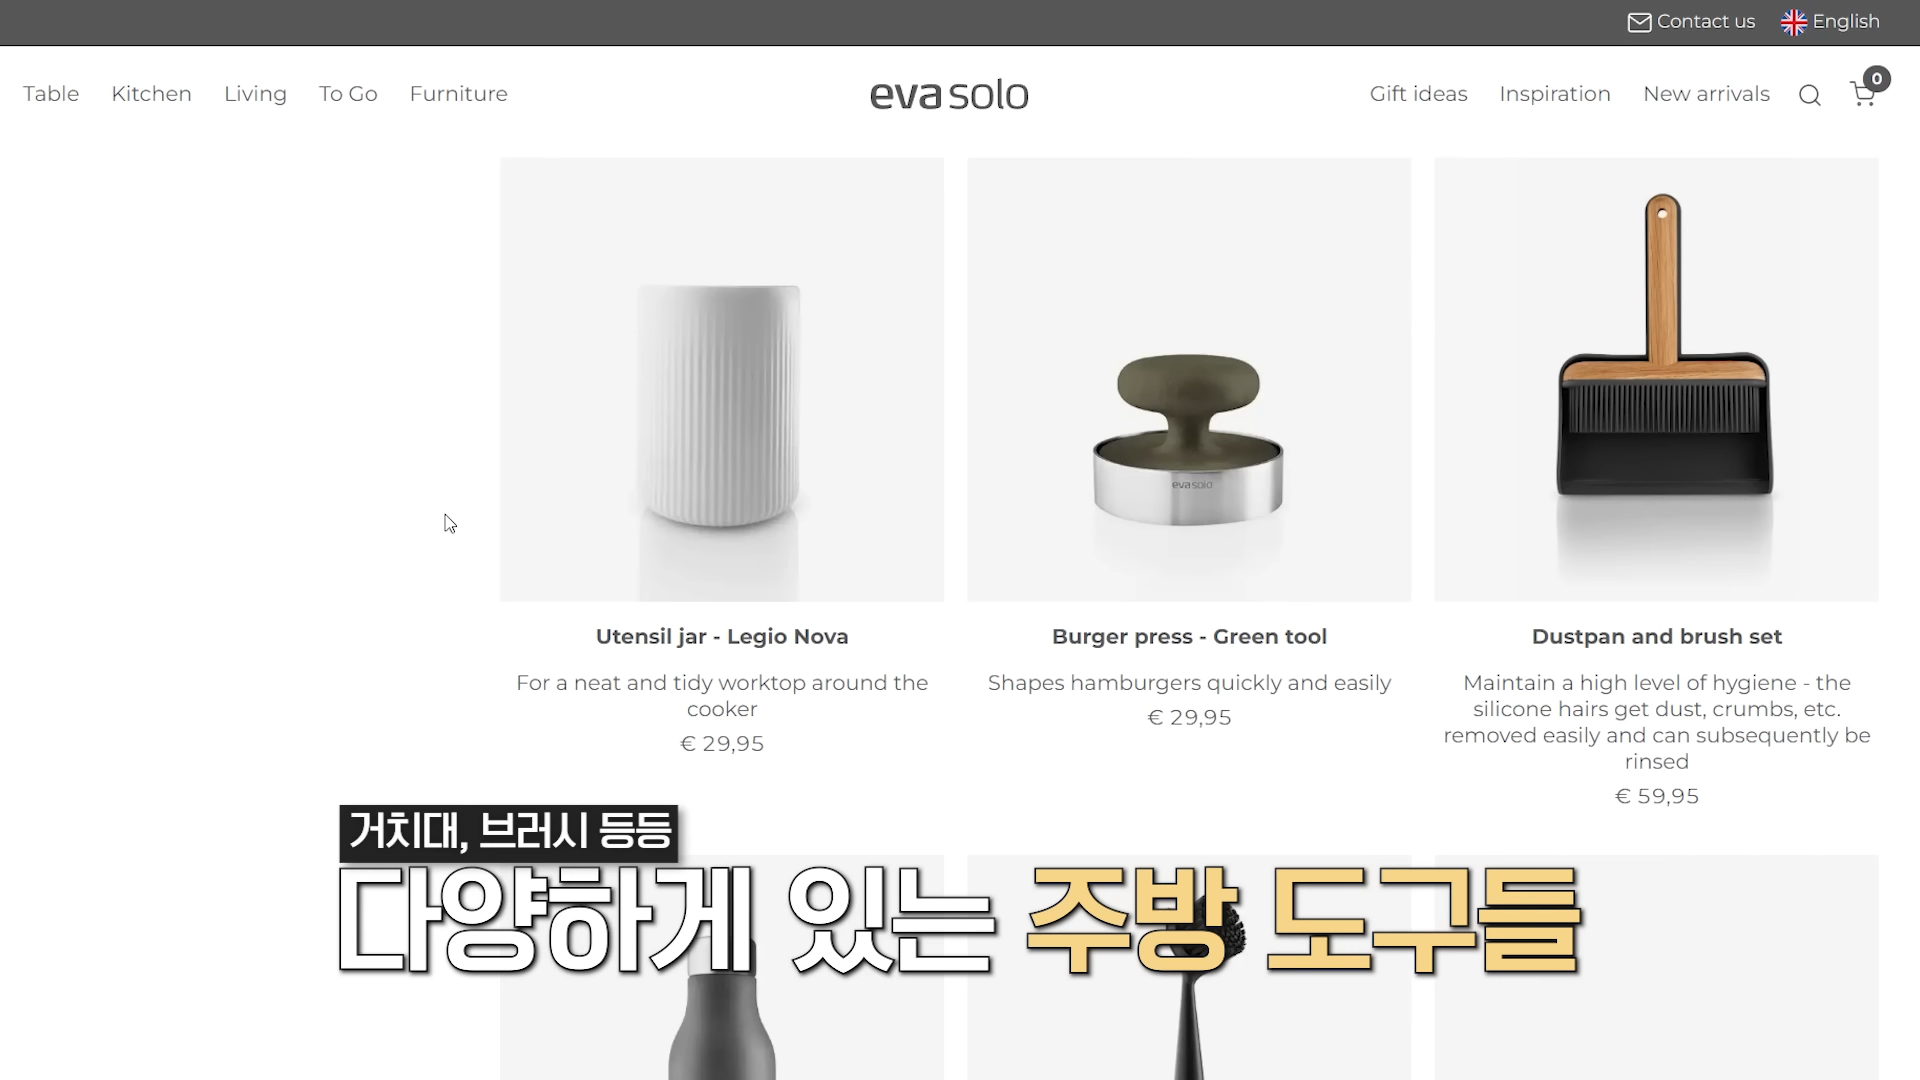 Contact us
English
Table
Kitchen
Living
To Go
Furniture
eva solo
Gift ideas
Inspiration
New arrivals
0
eva solo
Utensil jar - Legio Nova
For a neat and tidy worktop around the
cooker
€ 29,95
Burger press - Green tool
Shapes hamburgers quickly and easily
€ 29,95
Dustpan and brush set
Maintain a high level of hygiene - the
silicone hairs get dust, crumbs, etc.
removed easily and can subsequently be
rinsed
€ 59,95
거치대, 브러시 등등
다양하게 있는 주방 도구들